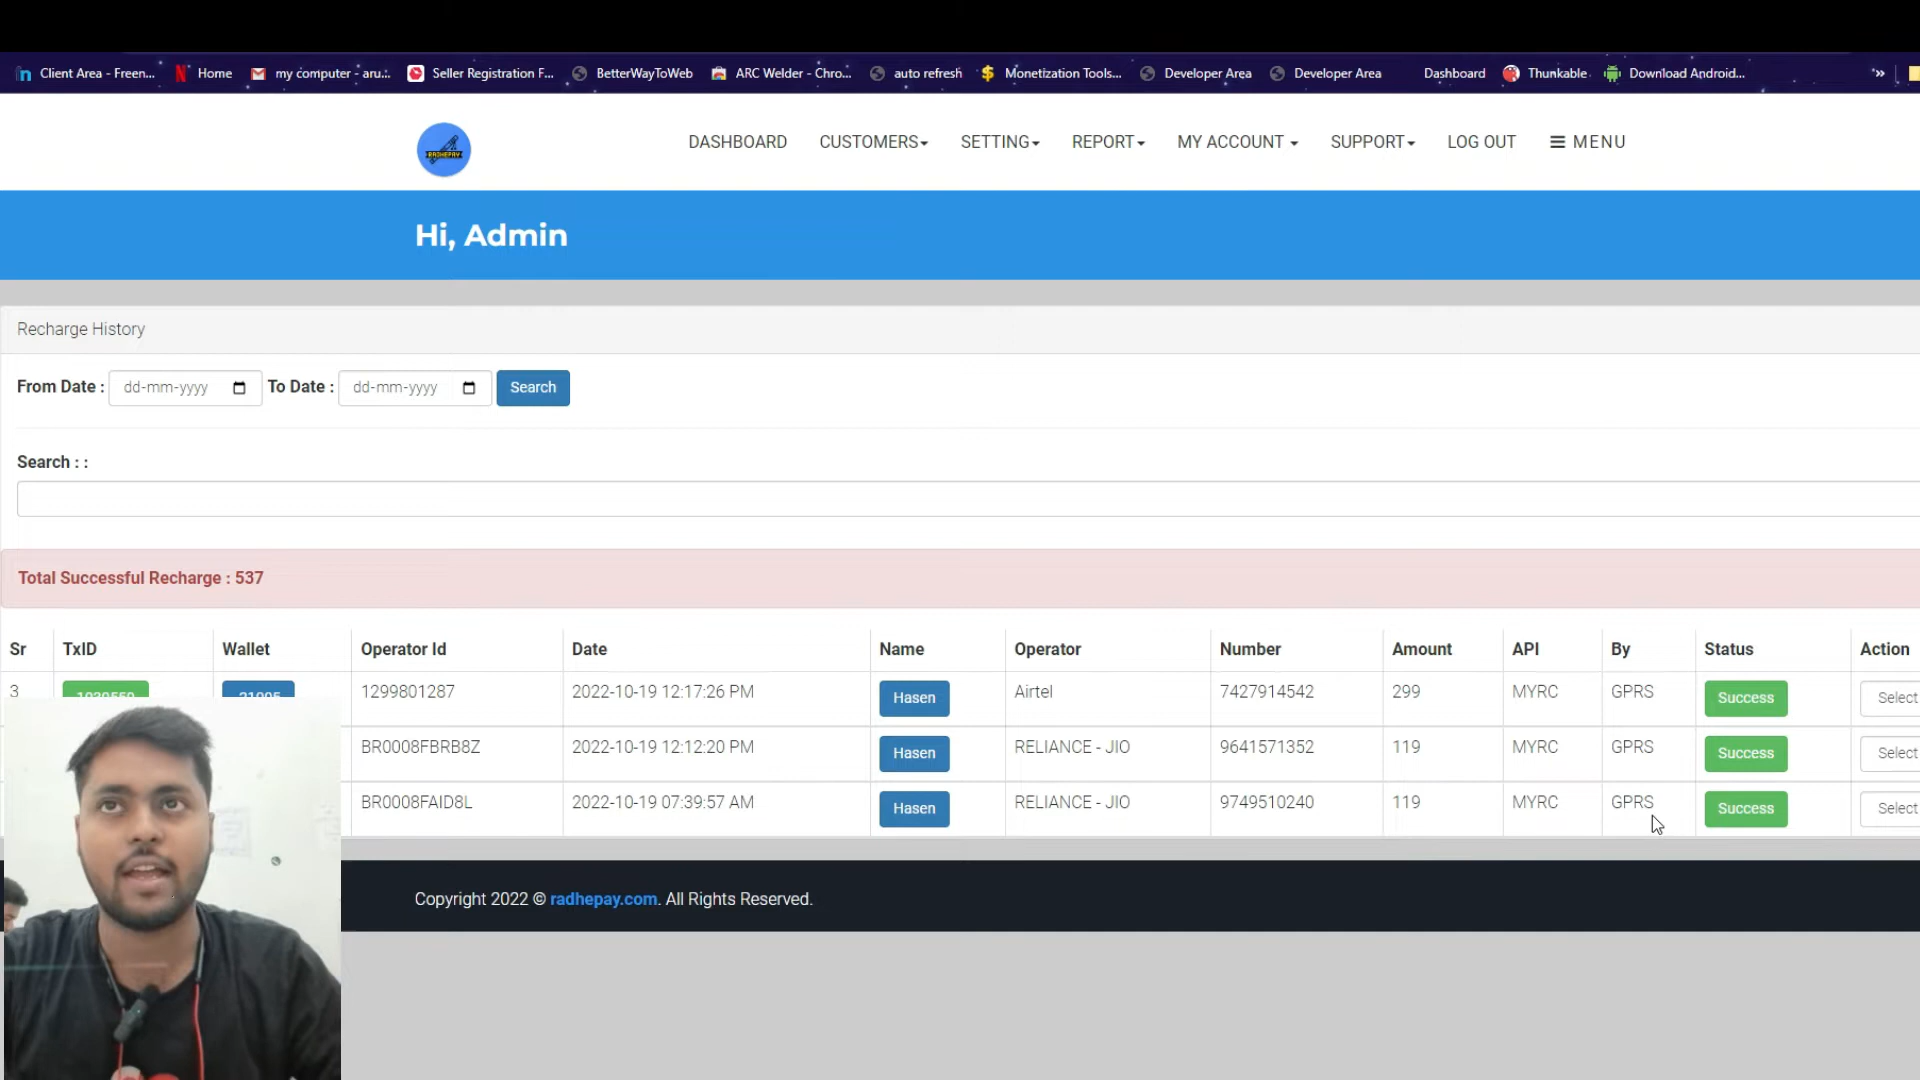 Client Area - Freen... Home my computer - aru... Seller Registration F... BetterWayToWeb ARC Welder - Chro... auto refresh Monetization Tools... Developer Area Developer Area Dashboard Thunkable Download Android... »
RADHEPAY DASHBOARD CUSTOMERS SETTING REPORT MY ACCOUNT SUPPORT LOG OUT MENU
Hi, Admin
Recharge History
From Date : dd-mm-yyyy To Date : dd-mm-yyyy Search
Search : :
Total Successful Recharge : 537
Sr TxID Wallet Operator Id Date Name Operator Number Amount API By Status Action
3 1299801287 2022-10-19 12:17:26 PM Hasen Airtel 7427914542 299 MYRC GPRS Success Select
BR0008FBRB8Z 2022-10-19 12:12:20 PM Hasen RELIANCE - JIO 9641571352 119 MYRC GPRS Success Select
BR0008FAID8L 2022-10-19 07:39:57 AM Hasen RELIANCE - JIO 9749510240 119 MYRC GPRS Success Select
Copyright 2022 © radhepay.com. All Rights Reserved.